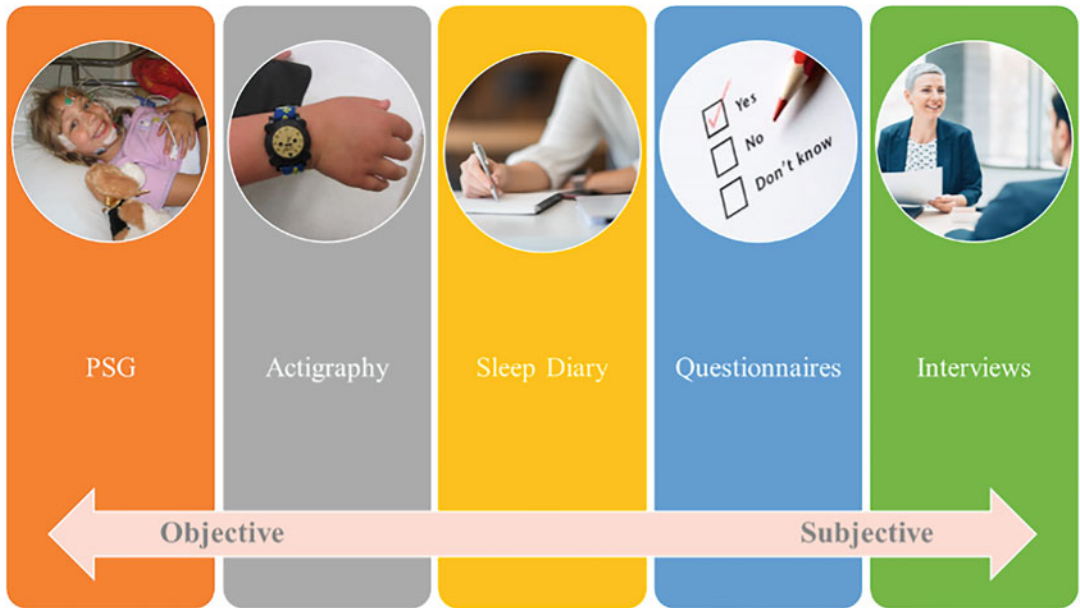 Yes
No
Don't know
PSG
Actigraphy
Sleep Diary
Questionnaires
Interviews
Objective
Subjective